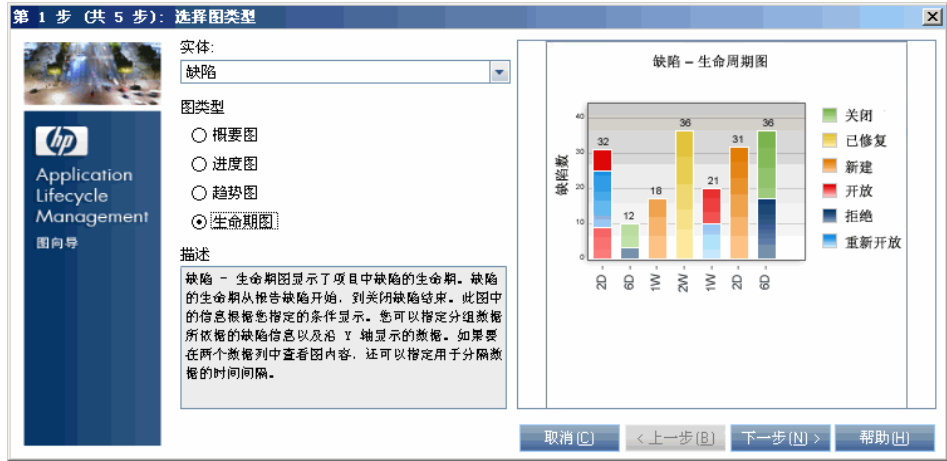 第 1 步 (共 5 步): 选择图类型
hp
Application
Lifecycle
Management
图向导
实体:
缺陷
图类型
概要图
进度图
趋势图
生命期图
描述
缺陷 - 生命期图显示了项目中缺陷的生命期。缺陷
的生命期从报告缺陷开始, 到关闭缺陷结束。此图中
的信息根据您指定的条件显示。您可以指定分组数据
所依据的缺陷信息以及沿 Y 轴显示的数据。如果要
在两个数据列中查看图内容, 还可以指定用于分隔数
据的时间间隔。
缺陷 – 生命周期图
缺陷数
40
30
20
10
0
32
12
18
36
21
31
36
2D -
6D -
1W -
2W -
1W -
2D -
6D -
关闭
已修复
新建
开放
拒绝
重新开放
取消(C)
< 上一步(B)
下一步(N) >
帮助(H)